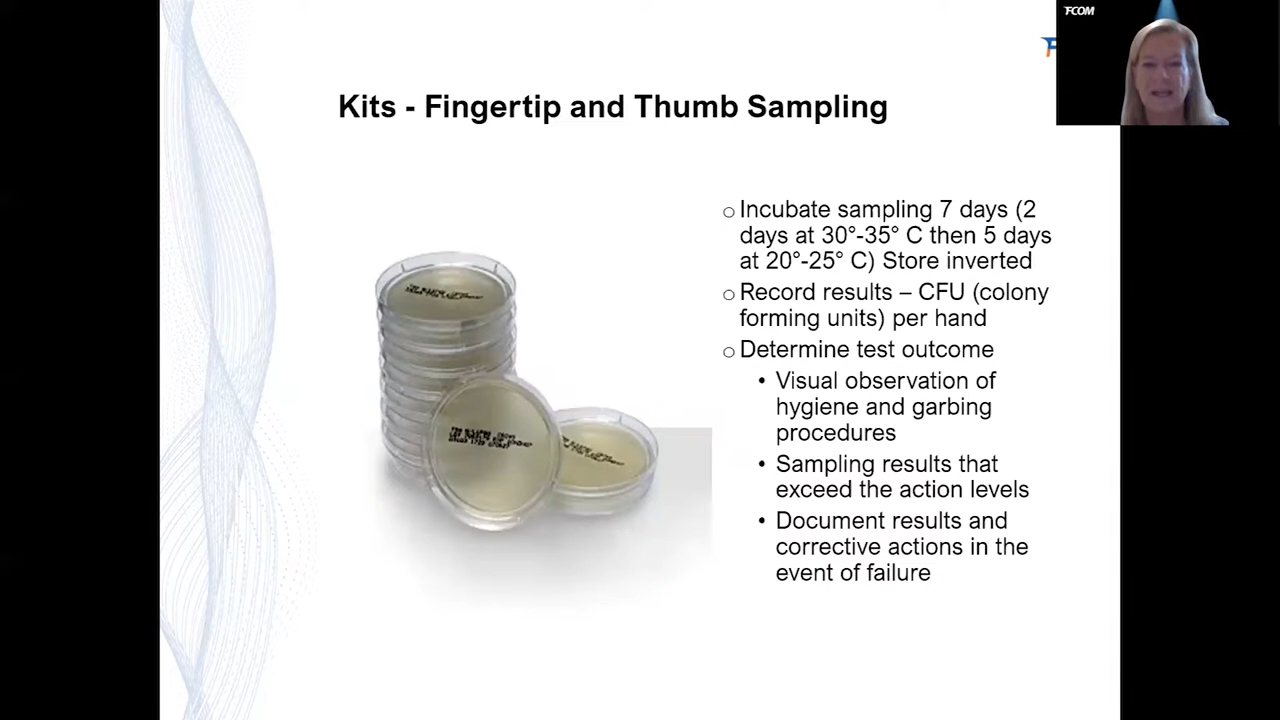 TFCOM
Kits - Fingertip and Thumb Sampling
Incubate sampling 7 days (2
days at 30°-35° C then 5 days
at 20°-25° C) Store inverted
Record results – CFU (colony
forming units) per hand
Determine test outcome
• Visual observation of
hygiene and garbing
procedures
• Sampling results that
exceed the action levels
• Document results and
corrective actions in the
event of failure